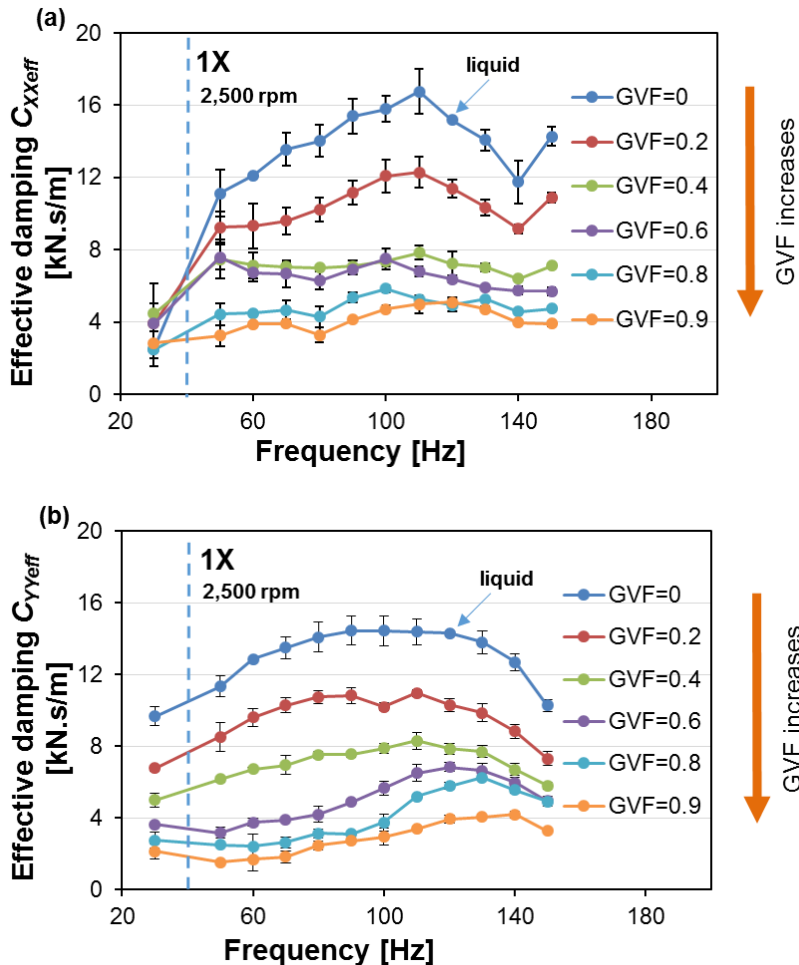 (a)
20
16
12
8
4
0
Effective damping CXXeff
[kN.s/m]
1X
2,500 rpm
liquid
GVF=0
GVF=0.2
GVF=0.4
GVF=0.6
GVF=0.8
GVF=0.9
GVF increases
20 60 100 140 180
Frequency [Hz]
(b)
20
16
12
8
4
0
Effective damping CYYeff
[kN.s/m]
1X
2,500 rpm
liquid
GVF=0
GVF=0.2
GVF=0.4
GVF=0.6
GVF=0.8
GVF=0.9
GVF increases
20 60 100 140 180
Frequency [Hz]